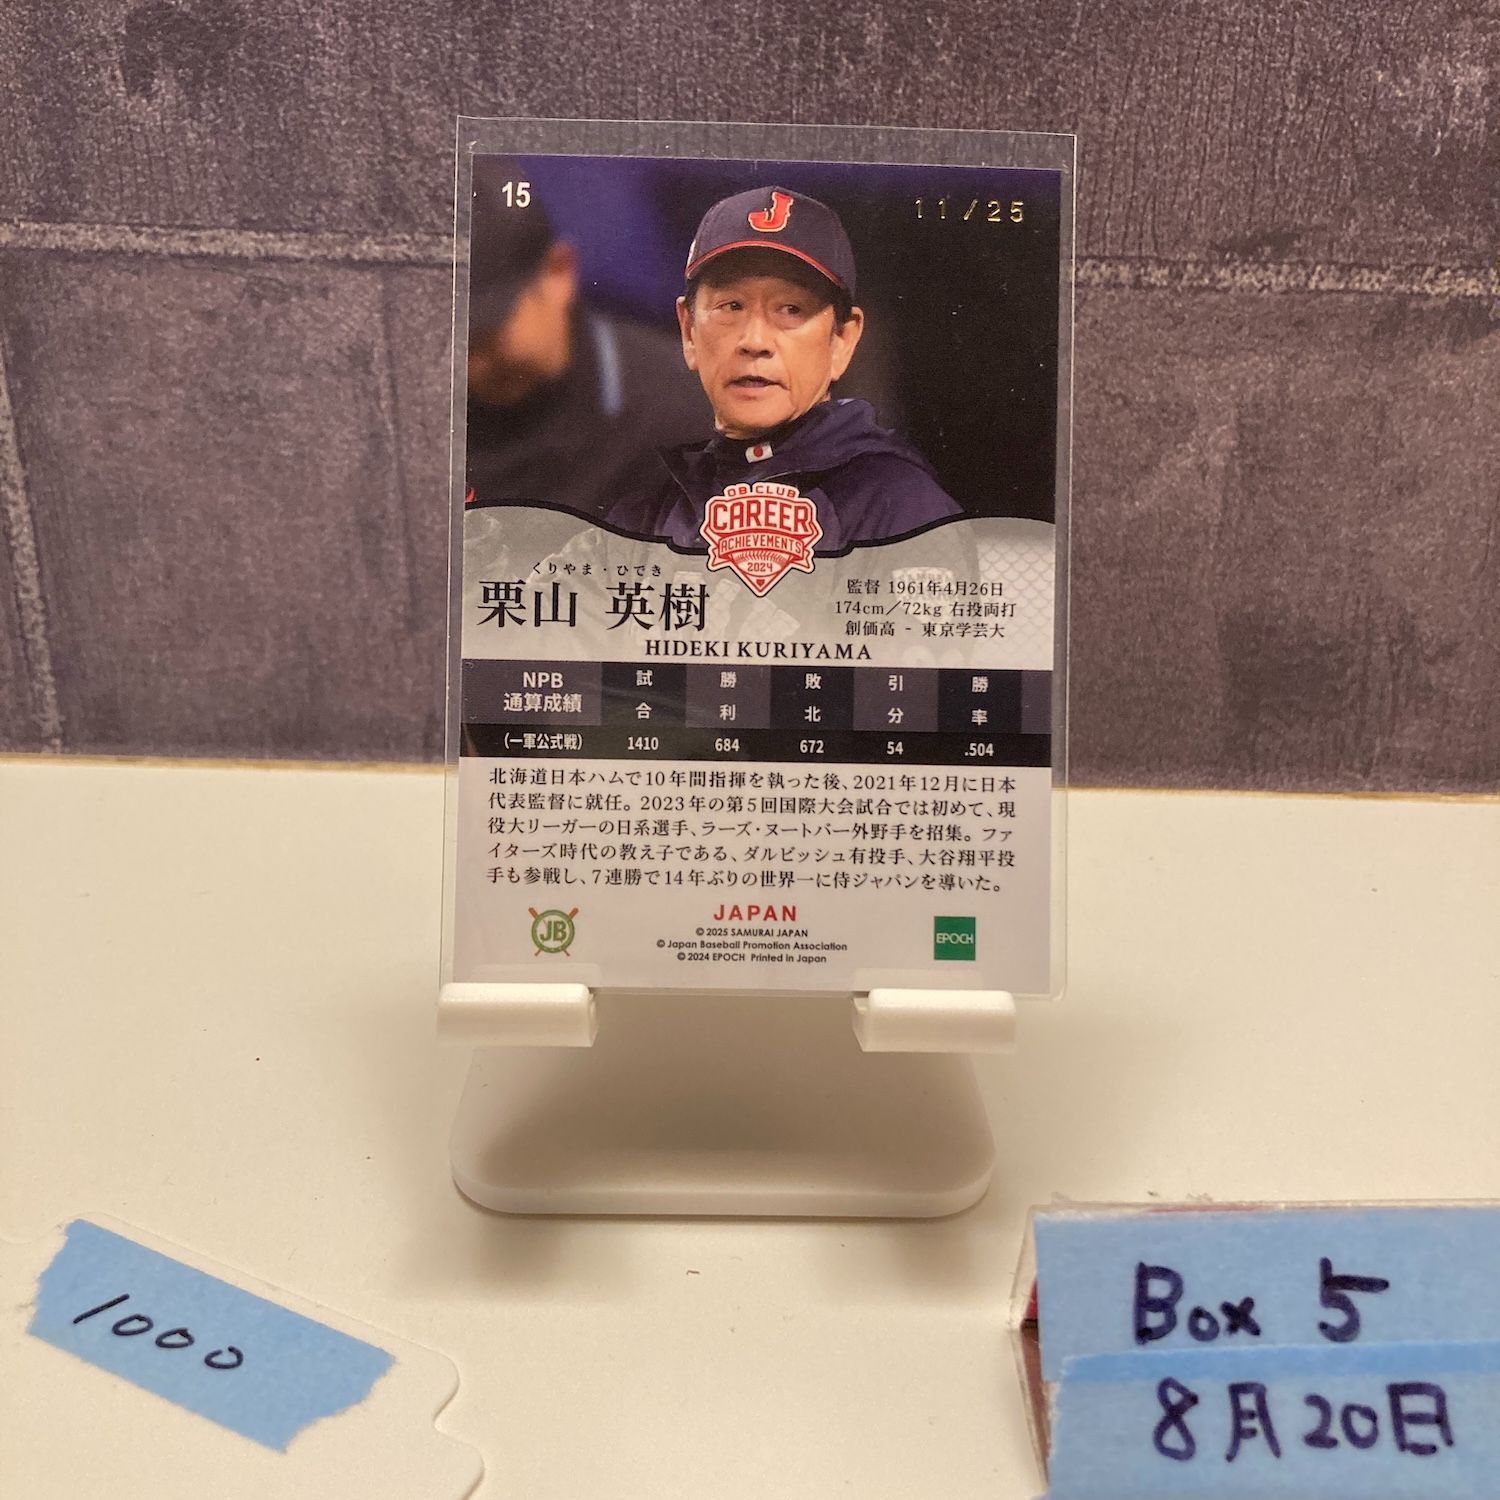 15
11/25
J
OB CLUB
CAREER
ACHIEVEMENTS
2024
くりやま・ひでき
栗山 英樹
HIDEKI KURIYAMA
監督 1961年4月26日
174cm/72kg 右投両打
創価高 - 東京学芸大
NPB 通算成績 試合 勝利 敗北 引分 勝率
(一軍公式戦) 1410 684 672 54 .504
北海道日本ハムで10年間指揮を執った後、2021年12月に日本
代表監督に就任。2023年の第5回国際大会試合では初めて、現
役大リーガーの日系選手、ラーズ・ヌートバー外野手を招集。ファ
イターズ時代の教え子である、ダルビッシュ有投手、大谷翔平投
手も参戦し、7連勝で14年ぶりの世界一に侍ジャパンを導いた。
JB
JAPAN
© 2025 SAMURAI JAPAN
© Japan Baseball Promotion Association
© 2024 EPOCH Printed in Japan
EPOCH
1000
Box 5
8月20日